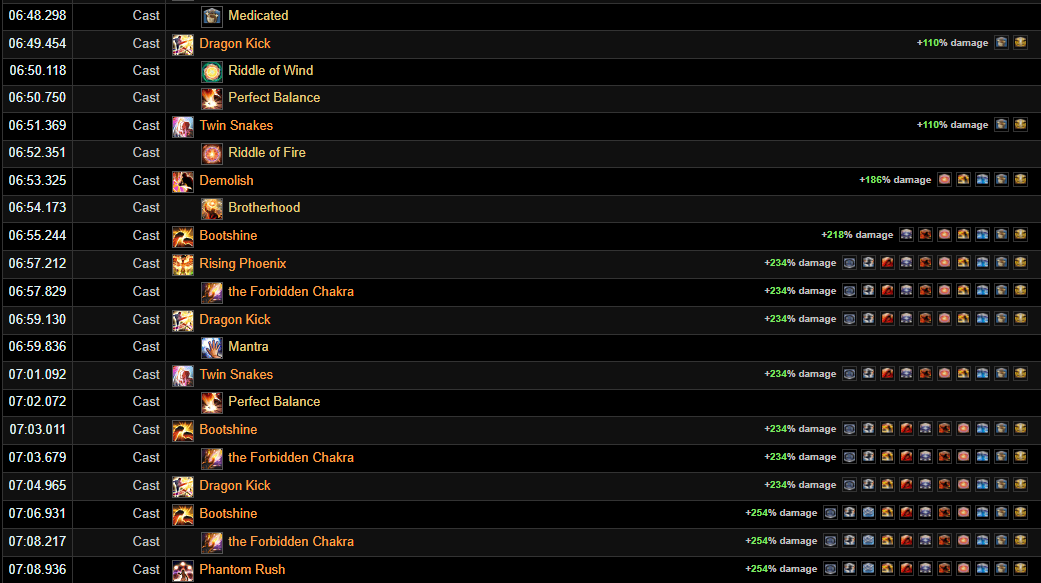 06:48.298 Cast Medicated
06:49.454 Cast Dragon Kick +110% damage
06:50.118 Cast Riddle of Wind
06:50.750 Cast Perfect Balance
06:51.369 Cast Twin Snakes +110% damage
06:52.351 Cast Riddle of Fire
06:53.325 Cast Demolish +186% damage
06:54.173 Cast Brotherhood
06:55.244 Cast Bootshine +218% damage
06:57.212 Cast Rising Phoenix +234% damage
06:57.829 Cast the Forbidden Chakra +234% damage
06:59.130 Cast Dragon Kick +234% damage
06:59.836 Cast Mantra
07:01.092 Cast Twin Snakes +234% damage
07:02.072 Cast Perfect Balance
07:03.011 Cast Bootshine +234% damage
07:03.679 Cast the Forbidden Chakra +234% damage
07:04.965 Cast Dragon Kick +234% damage
07:06.931 Cast Bootshine +254% damage
07:08.217 Cast the Forbidden Chakra +254% damage
07:08.936 Cast Phantom Rush +254% damage